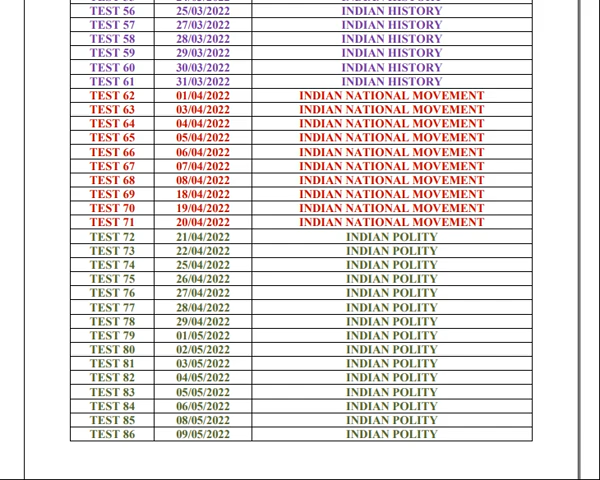 TEST 56 25/03/2022 INDIAN HISTORY
TEST 57 27/03/2022 INDIAN HISTORY
TEST 58 28/03/2022 INDIAN HISTORY
TEST 59 29/03/2022 INDIAN HISTORY
TEST 60 30/03/2022 INDIAN HISTORY
TEST 61 31/03/2022 INDIAN HISTORY
TEST 62 01/04/2022 INDIAN NATIONAL MOVEMENT
TEST 63 03/04/2022 INDIAN NATIONAL MOVEMENT
TEST 64 04/04/2022 INDIAN NATIONAL MOVEMENT
TEST 65 05/04/2022 INDIAN NATIONAL MOVEMENT
TEST 66 06/04/2022 INDIAN NATIONAL MOVEMENT
TEST 67 07/04/2022 INDIAN NATIONAL MOVEMENT
TEST 68 08/04/2022 INDIAN NATIONAL MOVEMENT
TEST 69 18/04/2022 INDIAN NATIONAL MOVEMENT
TEST 70 19/04/2022 INDIAN NATIONAL MOVEMENT
TEST 71 20/04/2022 INDIAN NATIONAL MOVEMENT
TEST 72 21/04/2022 INDIAN POLITY
TEST 73 22/04/2022 INDIAN POLITY
TEST 74 25/04/2022 INDIAN POLITY
TEST 75 26/04/2022 INDIAN POLITY
TEST 76 27/04/2022 INDIAN POLITY
TEST 77 28/04/2022 INDIAN POLITY
TEST 78 29/04/2022 INDIAN POLITY
TEST 79 01/05/2022 INDIAN POLITY
TEST 80 02/05/2022 INDIAN POLITY
TEST 81 03/05/2022 INDIAN POLITY
TEST 82 04/05/2022 INDIAN POLITY
TEST 83 05/05/2022 INDIAN POLITY
TEST 84 06/05/2022 INDIAN POLITY
TEST 85 08/05/2022 INDIAN POLITY
TEST 86 09/05/2022 INDIAN POLITY